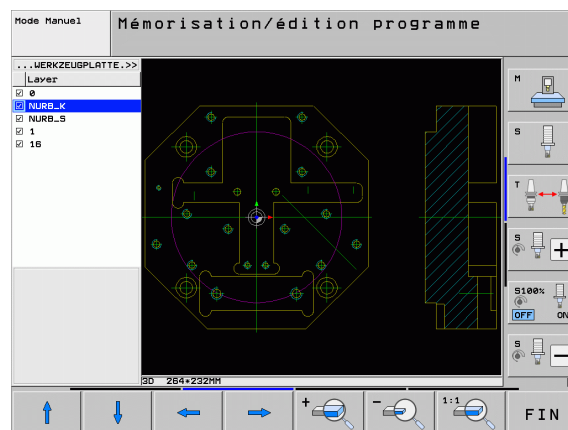 Mode Manuel
Mémorisation/édition programme
...WERKZEUGPLATTE.>>
Layer
0
NURB_K
NURB_S
1
16
M
S
T
S
+
S100%
OFF
ON
S
-
3D 264*232MM
+
-
1:1
FIN